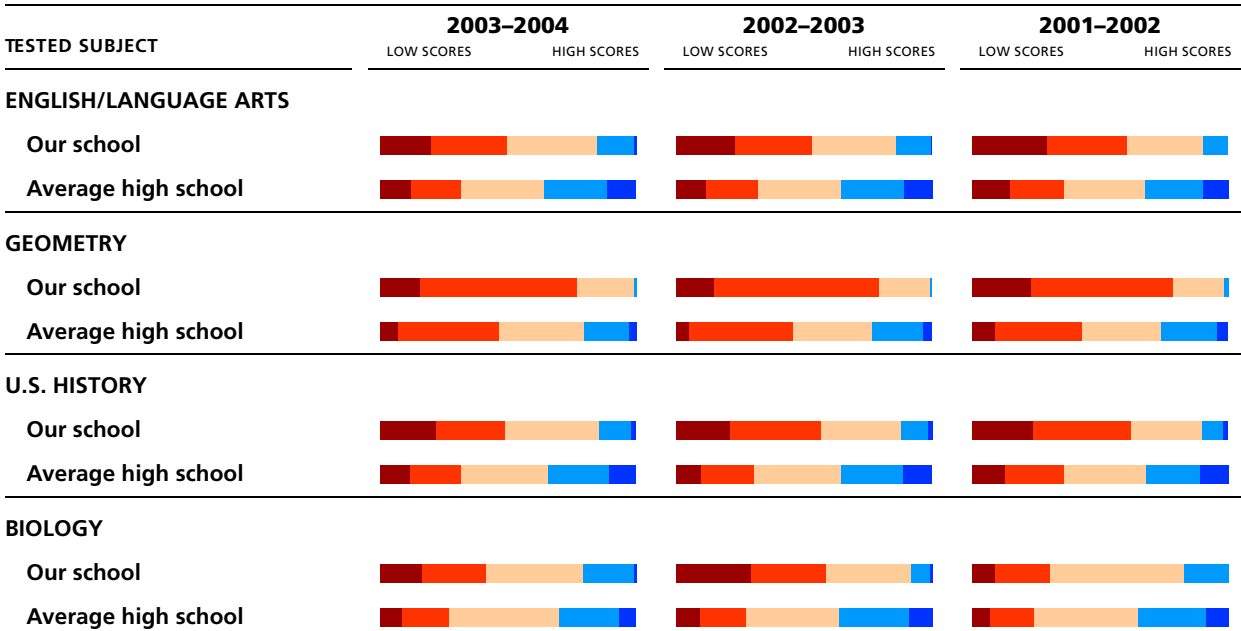 2003–2004 2002–2003 2001–2002
TESTED SUBJECT LOW SCORES HIGH SCORES LOW SCORES HIGH SCORES LOW SCORES HIGH SCORES
ENGLISH/LANGUAGE ARTS
Our school
Average high school
GEOMETRY
Our school
Average high school
U.S. HISTORY
Our school
Average high school
BIOLOGY
Our school
Average high school